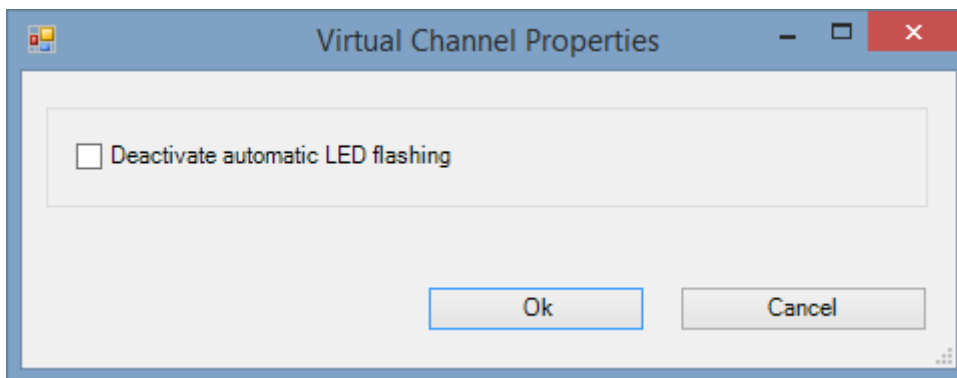 Virtual Channel Properties
Deactivate automatic LED flashing
Ok
Cancel